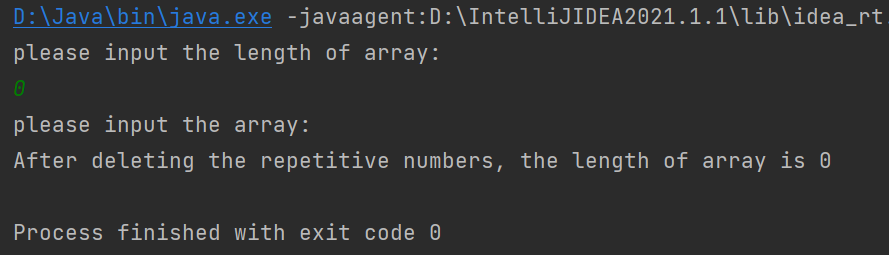 D:\Java\bin\java.exe -javaagent:D:\IntelliJIDEA2021.1.1\lib\idea_rt
please input the length of array:
0
please input the array:
After deleting the repetitive numbers, the length of array is 0
Process finished with exit code 0